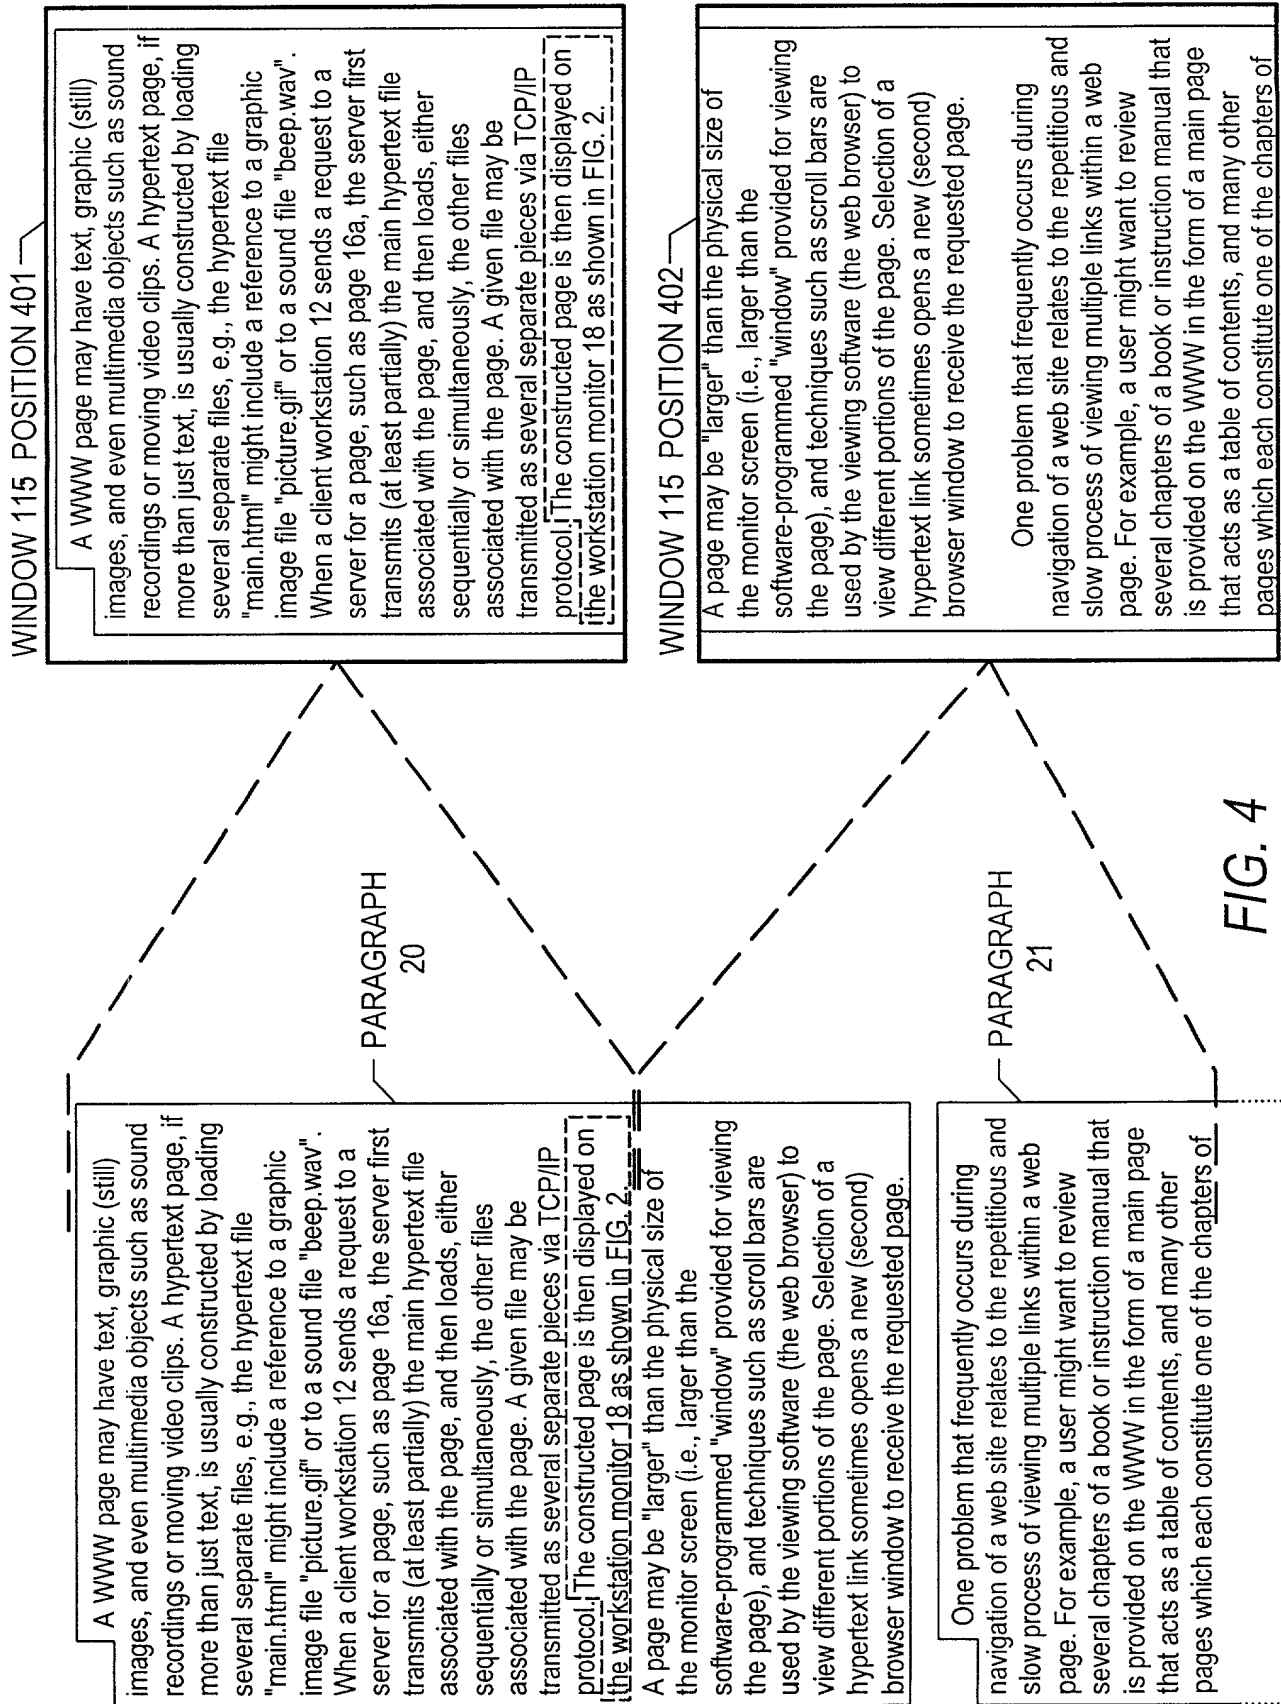 A WWW page may have text, graphic (still)
images, and even multimedia objects such as sound
recordings or moving video clips. A hypertext page, if
more than just text, is usually constructed by loading
several separate files, e.g., the hypertext file
"main.html" might include a reference to a graphic
image file "picture.gif" or to a sound file "beep.wav".
When a client workstation 12 sends a request to a
server for a page, such as page 16a, the server first
transmits (at least partially) the main hypertext file
associated with the page, and then loads, either
sequentially or simultaneously, the other files
associated with the page. A given file may be
transmitted as several separate pieces via TCP/IP
protocol. The constructed page is then displayed on
the workstation monitor 18 as shown in FIG. 2.
A page may be "larger" than the physical size of
the monitor screen (i.e., larger than the
software-programmed "window" provided for viewing
the page), and techniques such as scroll bars are
used by the viewing software (the web browser) to
view different portions of the page. Selection of a
hypertext link sometimes opens a new (second)
browser window to receive the requested page.
PARAGRAPH
20
One problem that frequently occurs during
navigation of a web site relates to the repetitious and
slow process of viewing multiple links within a web
page. For example, a user might want to review
several chapters of a book or instruction manual that
is provided on the WWW in the form of a main page
that acts as a table of contents, and many other
pages which each constitute one of the chapters of
PARAGRAPH
21
WINDOW 115 POSITION 401
A WWW page may have text, graphic (still)
images, and even multimedia objects such as sound
recordings or moving video clips. A hypertext page, if
more than just text, is usually constructed by loading
several separate files, e.g., the hypertext file
"main.html" might include a reference to a graphic
image file "picture.gif" or to a sound file "beep.wav".
When a client workstation 12 sends a request to a
server for a page, such as page 16a, the server first
transmits (at least partially) the main hypertext file
associated with the page, and then loads, either
sequentially or simultaneously, the other files
associated with the page. A given file may be
transmitted as several separate pieces via TCP/IP
protocol. The constructed page is then displayed on
the workstation monitor 18 as shown in FIG. 2.
WINDOW 115 POSITION 402
A page may be "larger" than the physical size of
the monitor screen (i.e., larger than the
software-programmed "window" provided for viewing
the page), and techniques such as scroll bars are
used by the viewing software (the web browser) to
view different portions of the page. Selection of a
hypertext link sometimes opens a new (second)
browser window to receive the requested page.
One problem that frequently occurs during
navigation of a web site relates to the repetitious and
slow process of viewing multiple links within a web
page. For example, a user might want to review
several chapters of a book or instruction manual that
is provided on the WWW in the form of a main page
that acts as a table of contents, and many other
pages which each constitute one of the chapters of
FIG. 4